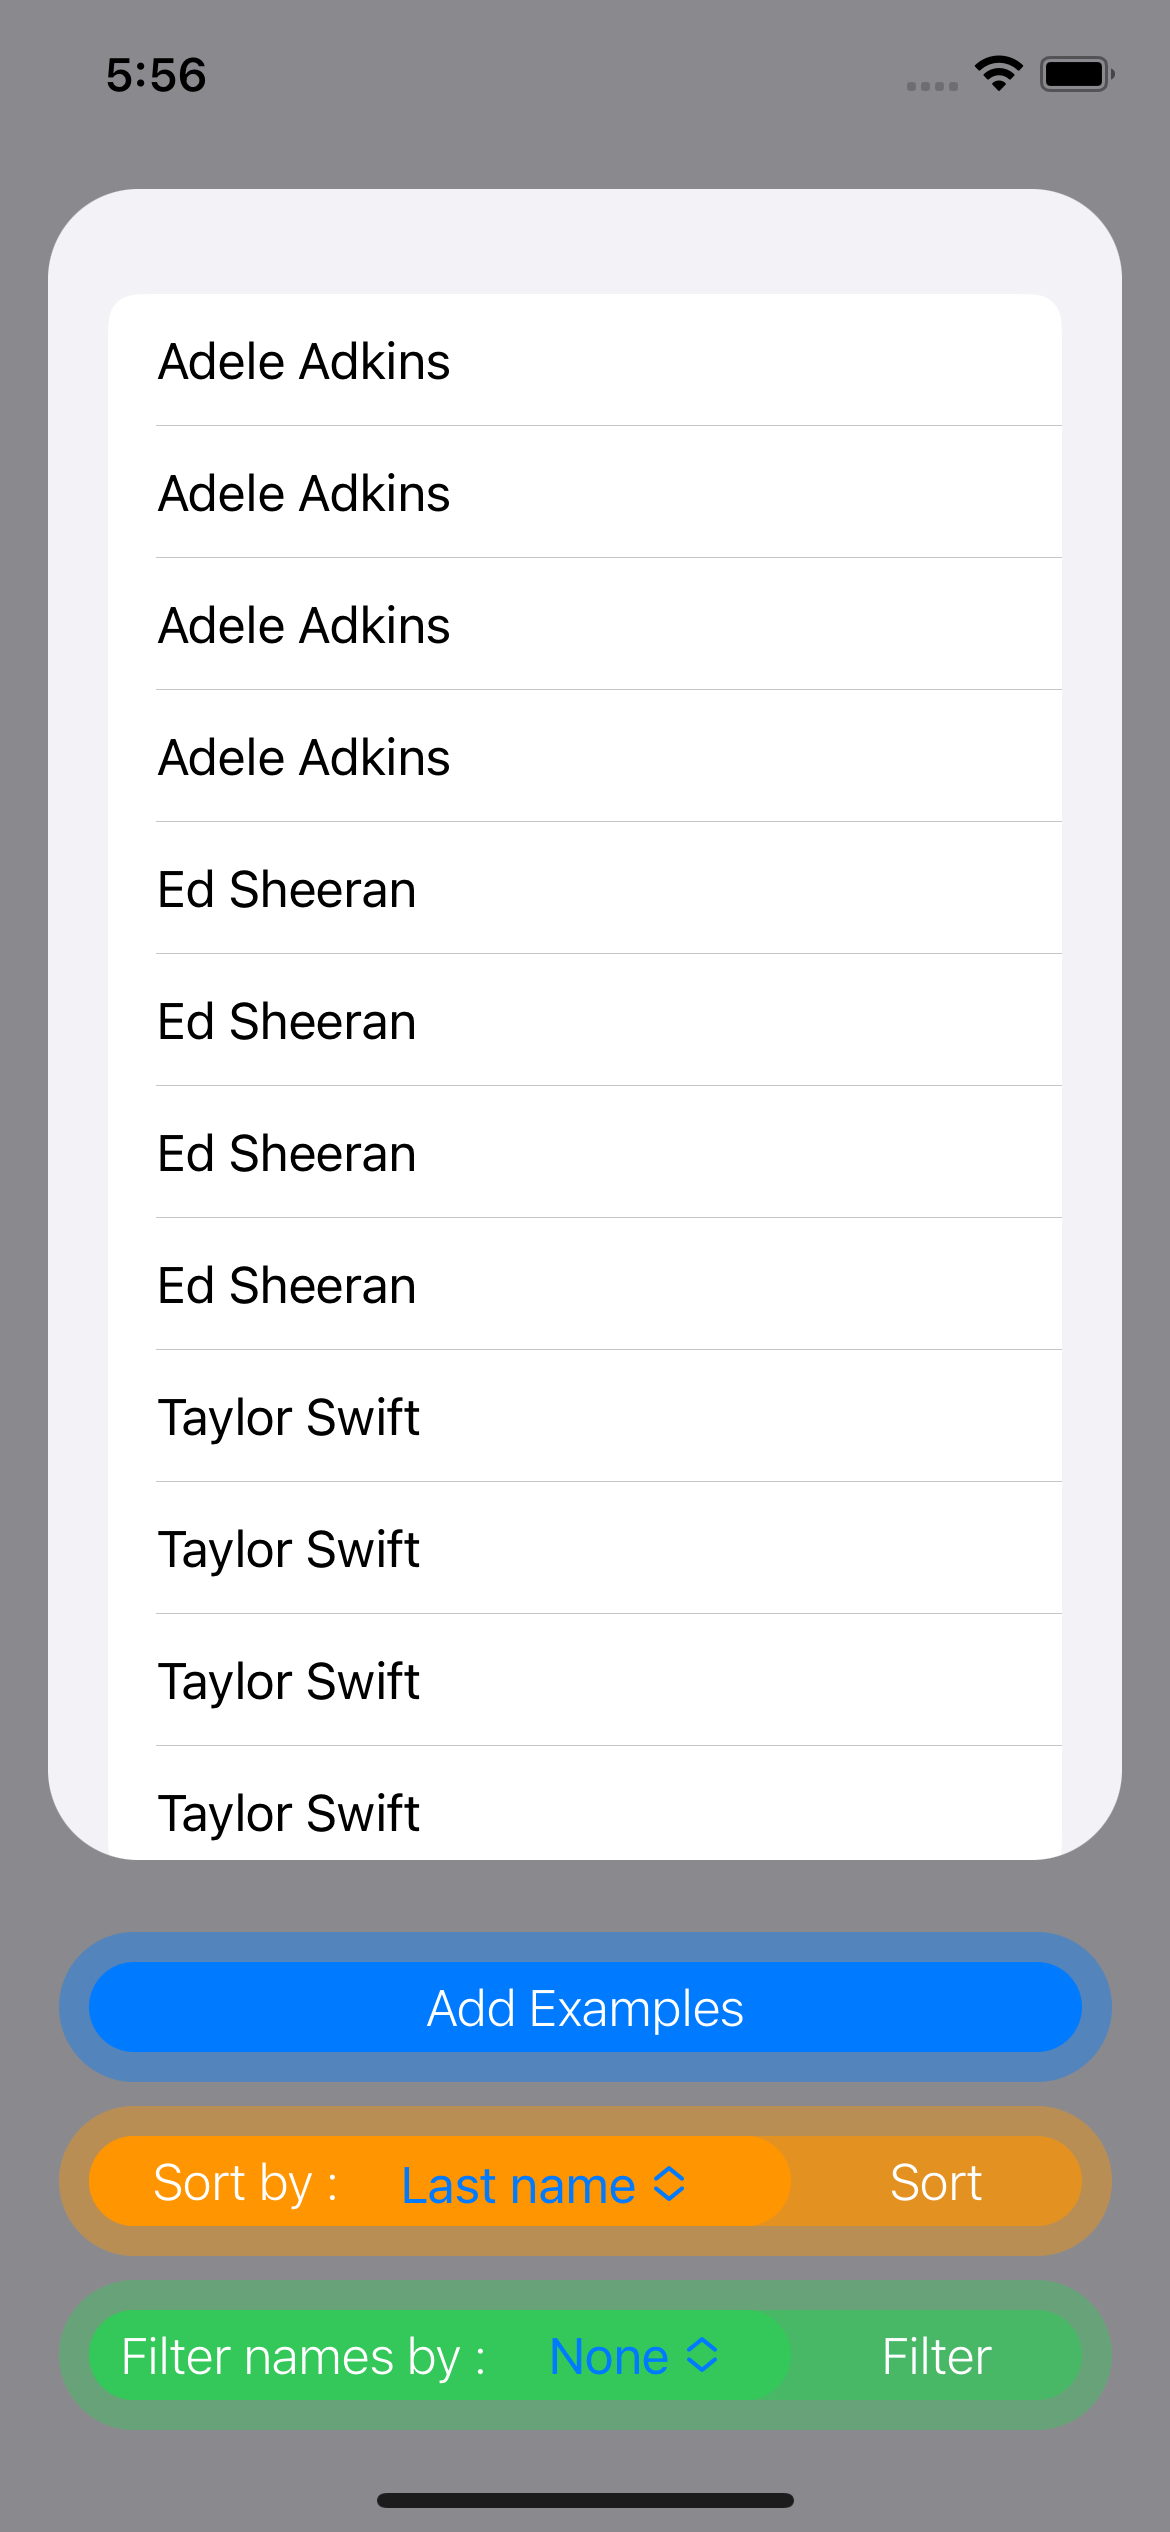 5:56
Adele Adkins
Adele Adkins
Adele Adkins
Adele Adkins
Ed Sheeran
Ed Sheeran
Ed Sheeran
Ed Sheeran
Taylor Swift
Taylor Swift
Taylor Swift
Taylor Swift
Add Examples
Sort by : Last name Sort
Filter names by : None Filter